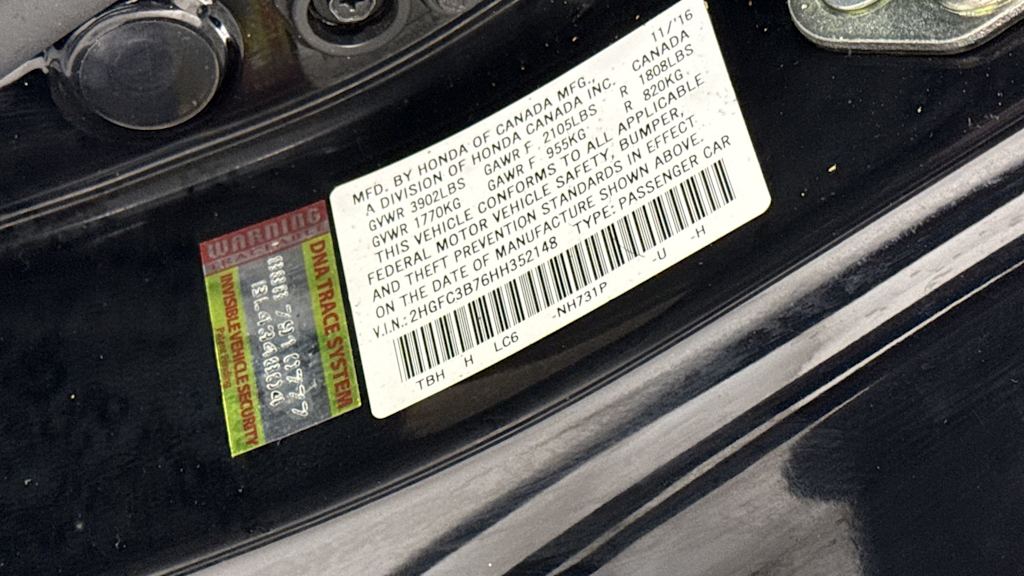 MFD. BY HONDA OF CANADA MFG., CANADA 11/'16
A DIVISION OF HONDA CANADA INC.
GVWR 3902LBS GAWR F 2105LBS R 1808LBS
GVWR 1770KG GAWR F 955KG R 820KG
THIS VEHICLE CONFORMS TO ALL APPLICABLE
FEDERAL MOTOR VEHICLE SAFETY, BUMPER,
AND THEFT PREVENTION STANDARDS IN EFFECT
ON THE DATE OF MANUFACTURE SHOWN ABOVE.
V.I.N.: 2HGFC3B76HH352148 TYPE: PASSENGER CAR
TBH H LC6 -NH731P -U -H
WARNING
DNA TRACE SYSTEM
INVISIBLE VEHICLE SECURITY